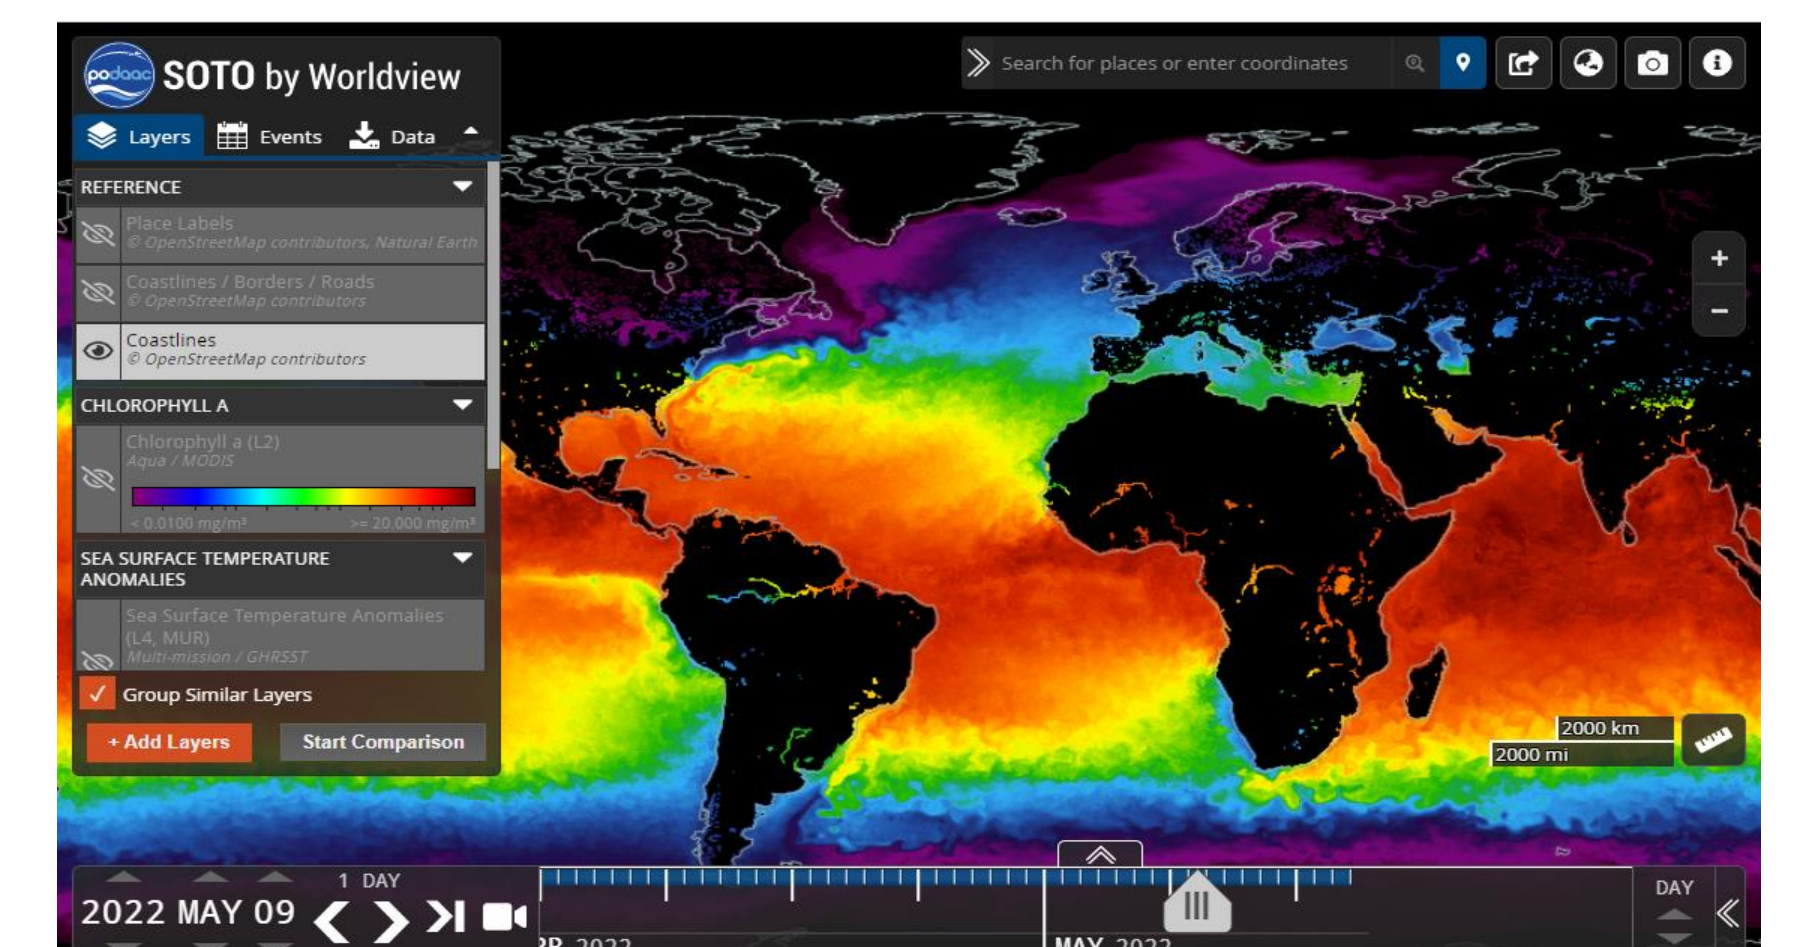 podaac
SOTO by Worldview
Search for places or enter coordinates
Layers
Events
Data
REFERENCE
Place Labels
© OpenStreetMap contributors, Natural Earth
Coastlines / Borders / Roads
© OpenStreetMap contributors
Coastlines
© OpenStreetMap contributors
CHLOROPHYLL A
Chlorophyll a (L2)
Aqua / MODIS
< 0.0100 mg/m³
>= 20.000 mg/m³
SEA SURFACE TEMPERATURE
ANOMALIES
Sea Surface Temperature Anomalies
(L4, MUR)
Multi-mission / GHRSST
Group Similar Layers
+ Add Layers
Start Comparison
+
−
2000 km
2000 mi
1 DAY
2022 MAY 09
2022
MAY 2022
DAY